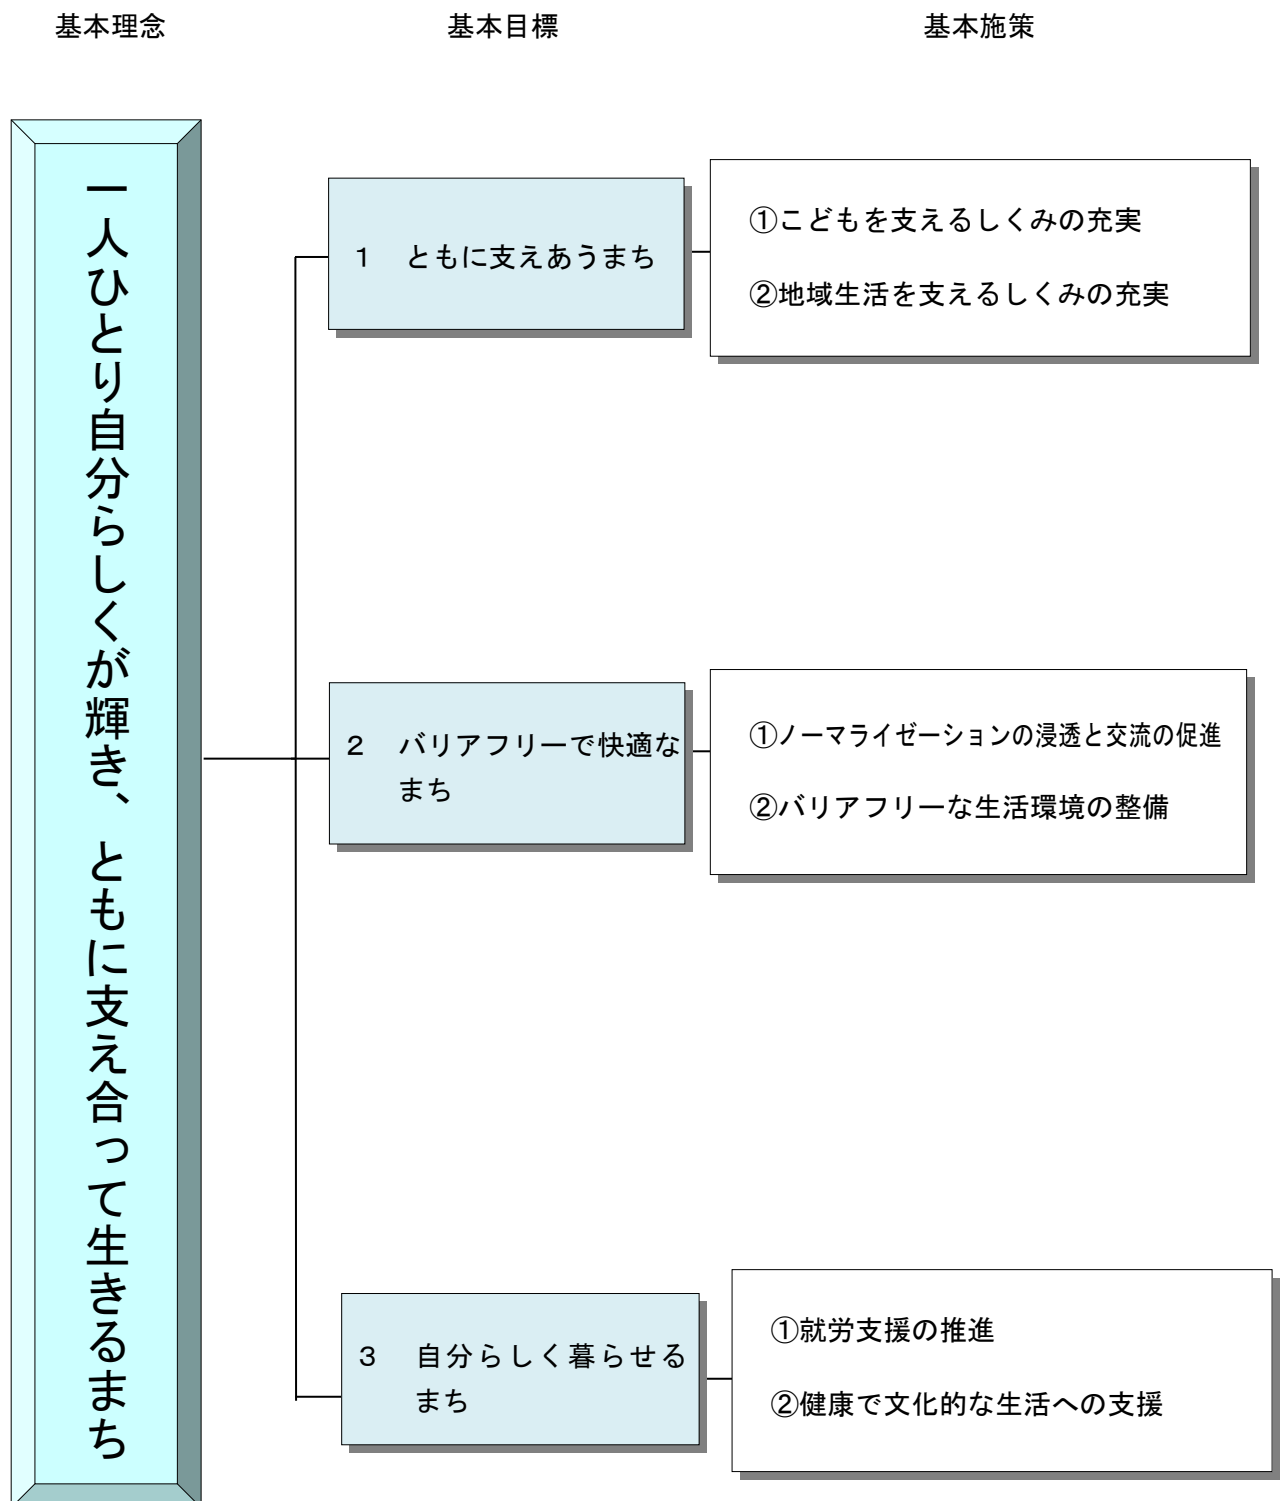 基本理念
基本目標
基本施策
一人ひとり自分らしくが輝き、ともに支え合って生きるまち
１　ともに支えあうまち
①こどもを支えるしくみの充実
②地域生活を支えるしくみの充実
２　バリアフリーで快適な
まち
①ノーマライゼーションの浸透と交流の促進
②バリアフリーな生活環境の整備
３　自分らしく暮らせる
まち
①就労支援の推進
②健康で文化的な生活への支援